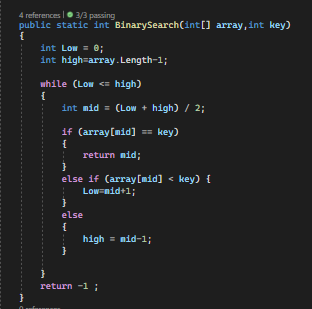 4 references | 3/3 passing
public static int BinarySearch(int[] array,int key)
{
    int Low = 0;
    int high=array.Length-1;

    while (Low <= high)
    {
        int mid = (Low + high) / 2;

        if (array[mid] == key)
        {
            return mid;
        }
        else if (array[mid] < key) {
            Low=mid+1;
        }
        else
        {
            high = mid-1;
        }

    }
    return -1 ;
}